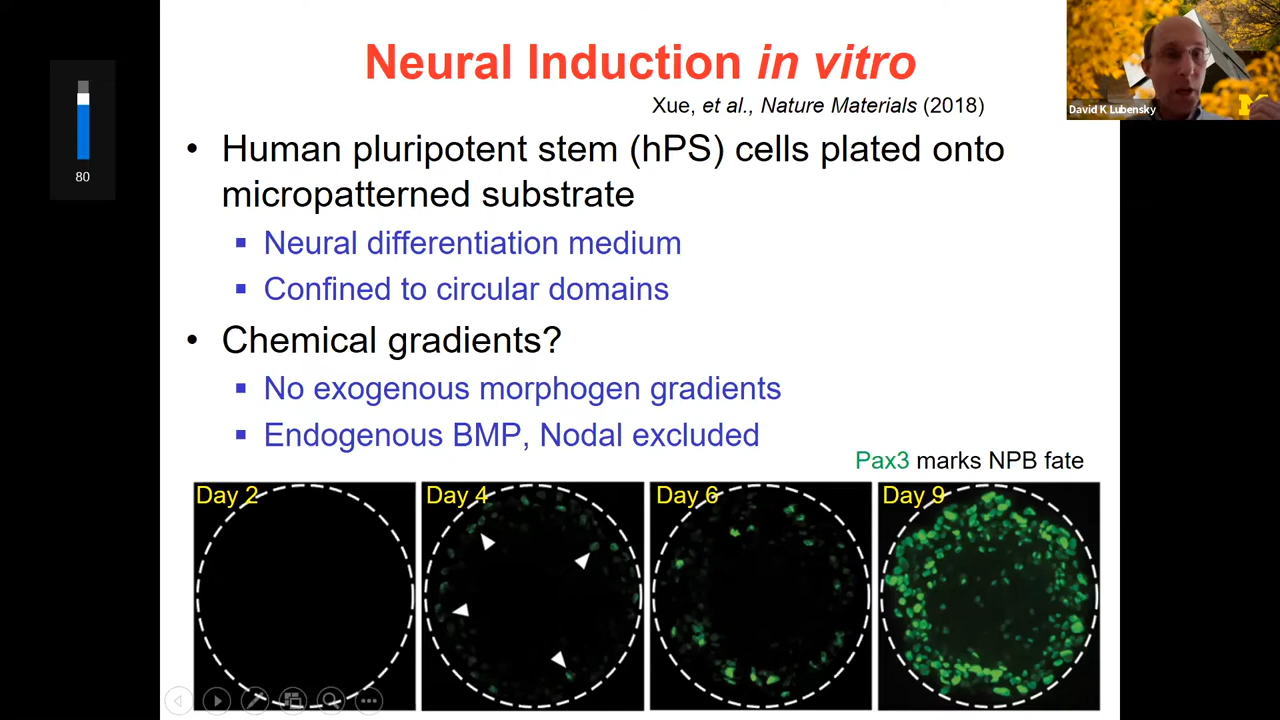 Neural Induction in vitro
Xue, et al., Nature Materials (2018)
David K Lubensky
M
80
• Human pluripotent stem (hPS) cells plated onto
micropatterned substrate
▪ Neural differentiation medium
▪ Confined to circular domains
• Chemical gradients?
▪ No exogenous morphogen gradients
▪ Endogenous BMP, Nodal excluded
Pax3 marks NPB fate
Day 2
Day 4
Day 6
Day 9